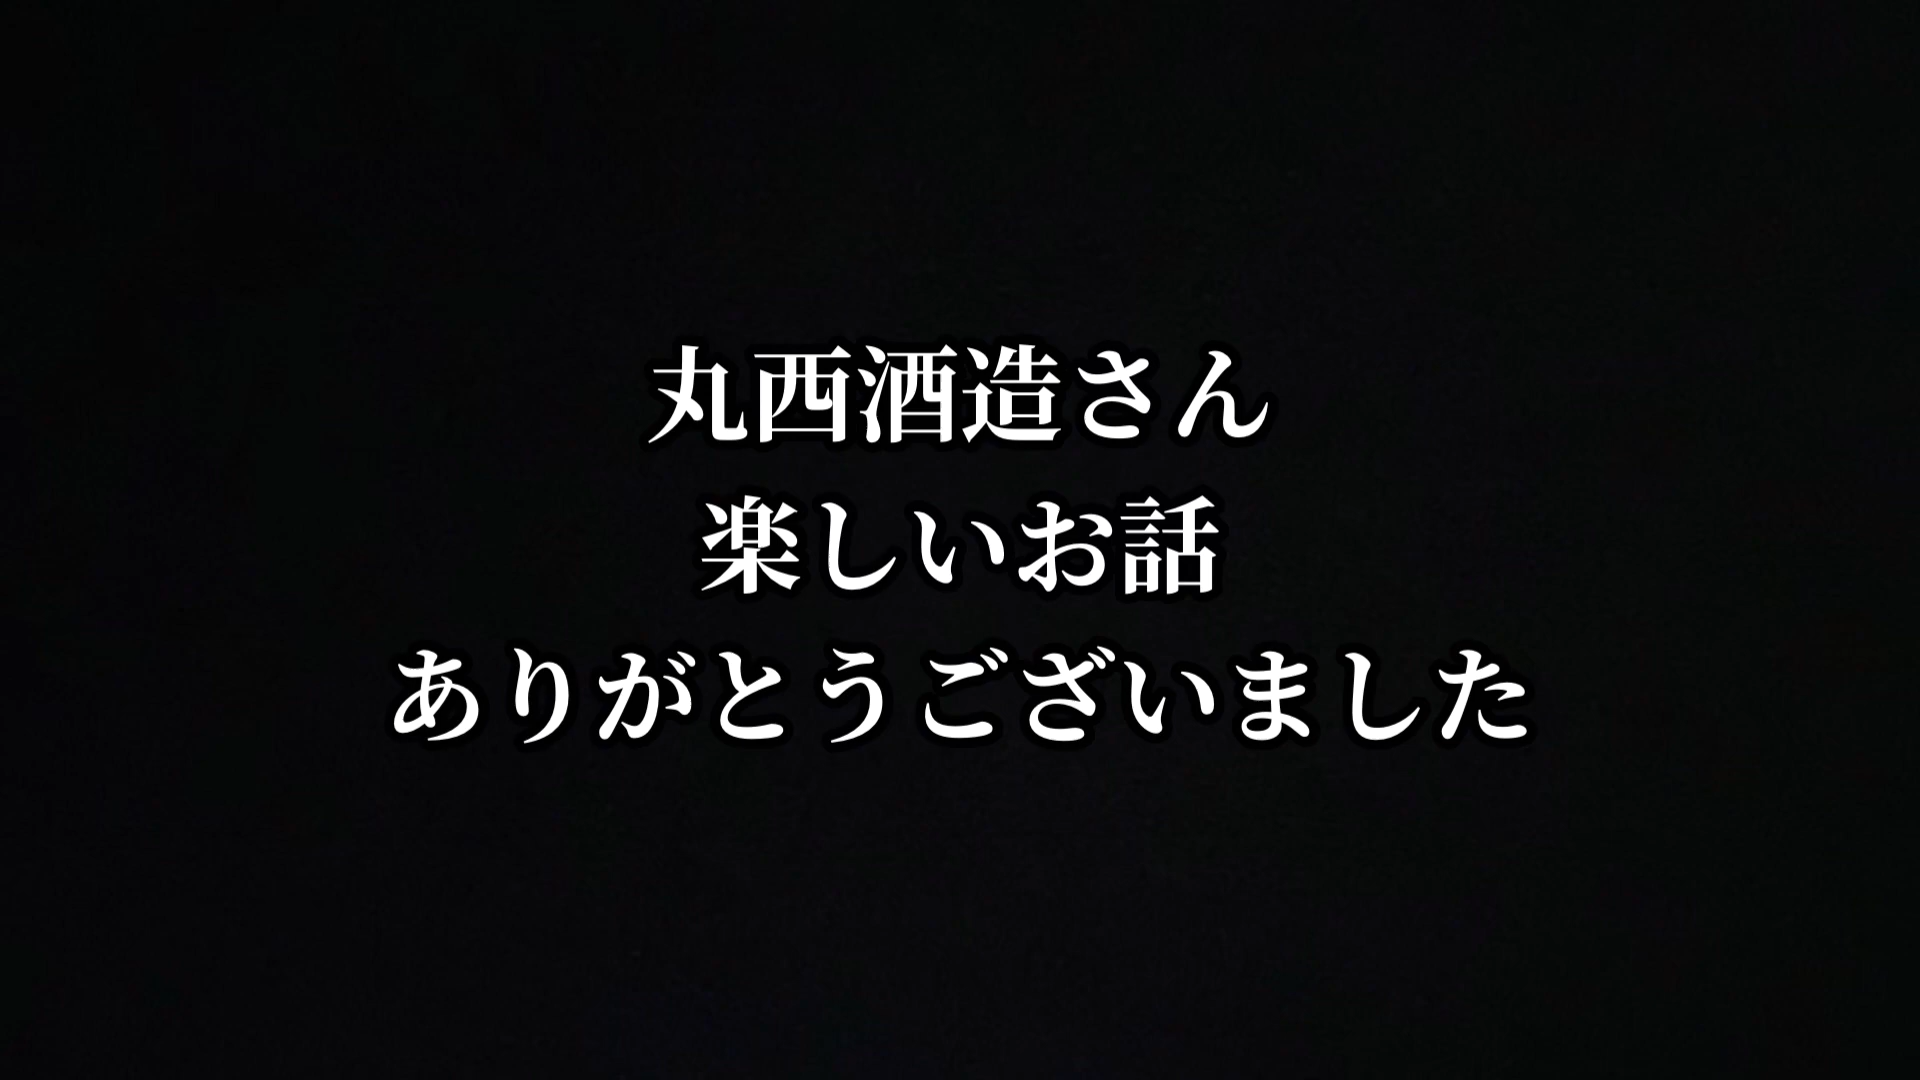 丸西酒造さん
楽しいお話
ありがとうございました